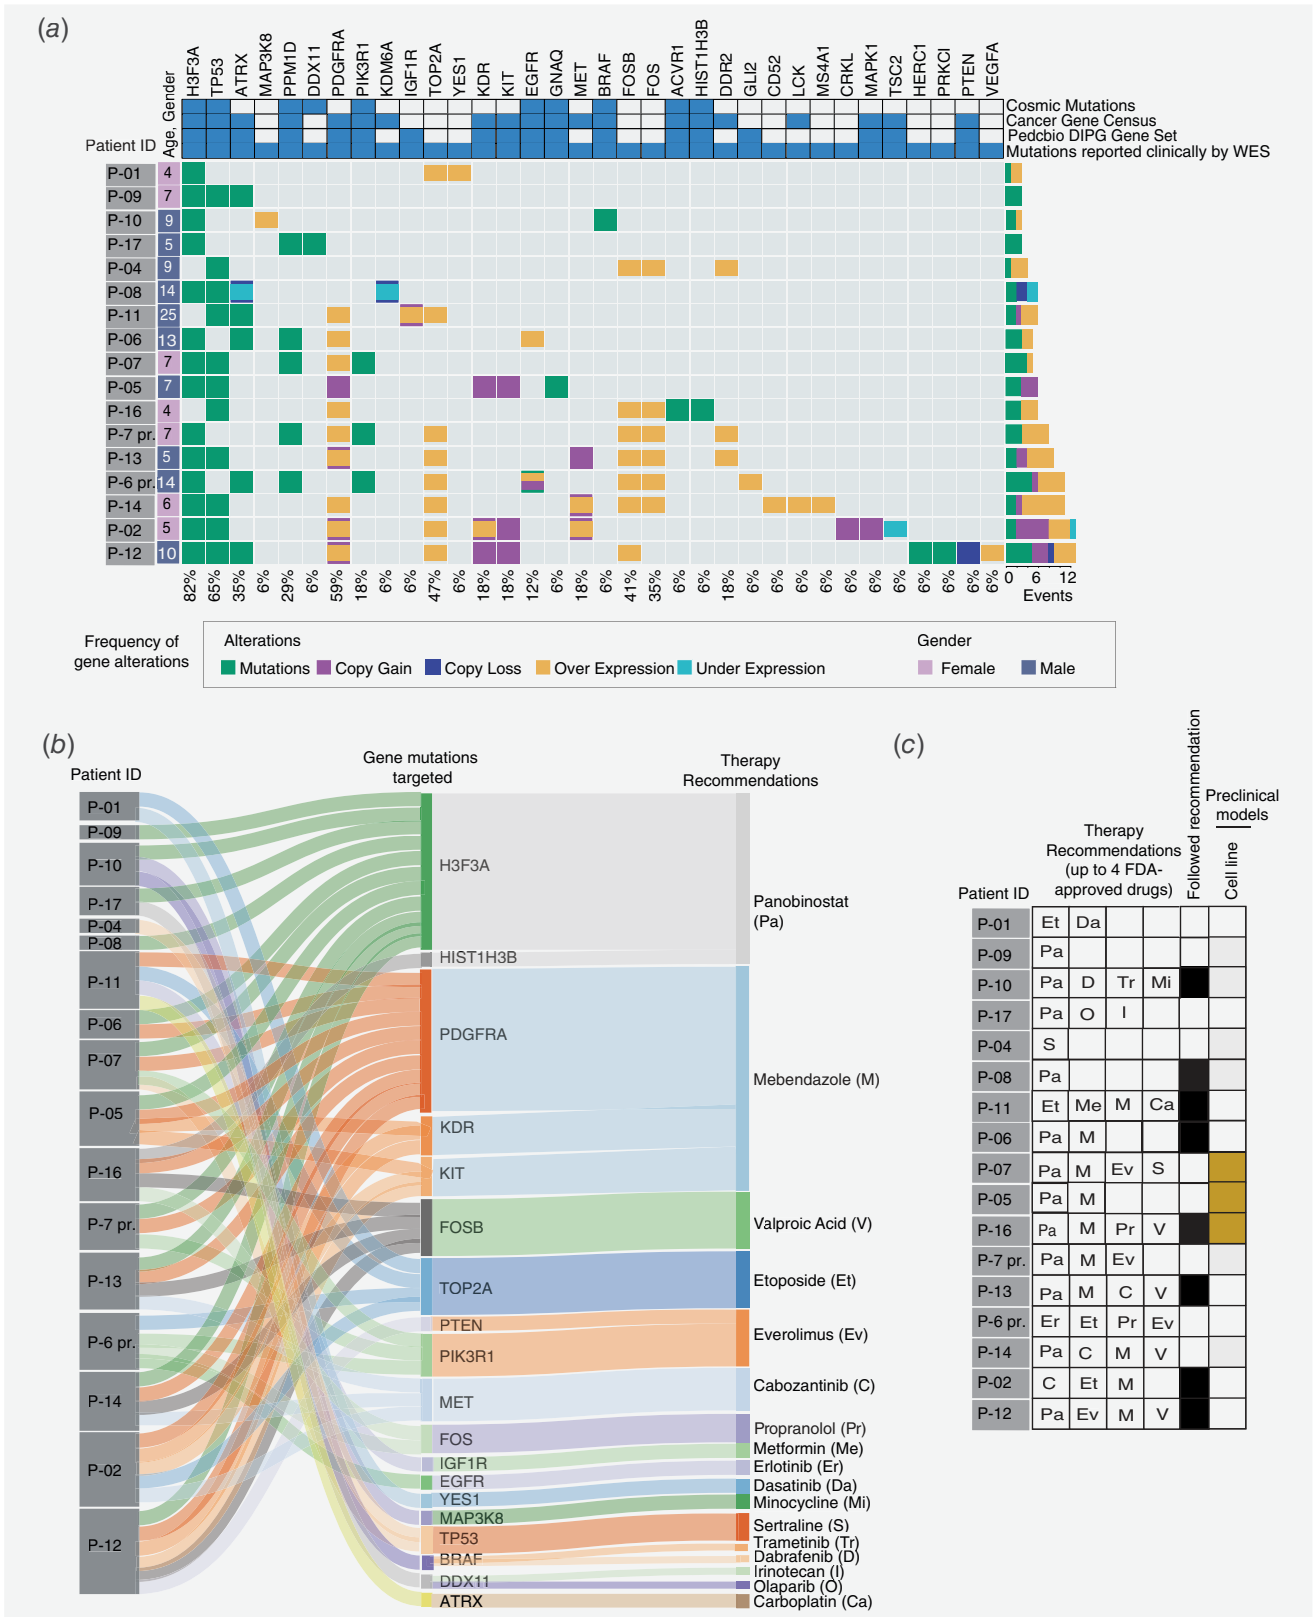 (a)
Age, Gender
H3F3A TP53 ATRX MAP3K8 PPM1D DDX11 PDGFRA PIK3R1 KDM6A IGF1R TOP2A YES1 KDR KIT EGFR GNAQ MET BRAF FOSB FOS ACVR1 HIST1H3B DDR2 GLI2 CD52 LCK MS4A1 CRKL MAPK1 TSC2 HERC1 PRKCI PTEN VEGFA
Cosmic Mutations
Cancer Gene Census
Pedcbio DIPG Gene Set
Patient ID
Mutations reported clinically by WES
P-01 4
P-09 7
P-10 9
P-17 5
P-04 9
P-08 14
P-11 25
P-06 13
P-07 7
P-05 7
P-16 4
P-7 pr. 7
P-13 5
P-6 pr. 14
P-14 6
P-02 5
P-12 10
82% 65% 35% 6% 29% 6% 59% 18% 6% 6% 47% 6% 18% 18% 12% 6% 18% 6% 41% 35% 6% 6% 18% 6% 6% 6% 6% 6% 6% 6% 6% 6% 6% 6%
0 6 12
Events
Frequency of
gene alterations
Alterations
Mutations Copy Gain Copy Loss Over Expression Under Expression
Gender
Female Male
(b)
Patient ID
Gene mutations
targeted
Therapy
Recommendations
P-01
P-09
P-10
P-17
P-04
P-08
P-11
P-06
P-07
P-05
P-16
P-7 pr.
P-13
P-6 pr.
P-14
P-02
P-12
H3F3A
HIST1H3B
PDGFRA
KDR
KIT
FOSB
TOP2A
PTEN
PIK3R1
MET
FOS
IGF1R
EGFR
YES1
MAP3K8
TP53
BRAF
DDX11
ATRX
Panobinostat
(Pa)
Mebendazole (M)
Valproic Acid (V)
Etoposide (Et)
Everolimus (Ev)
Cabozantinib (C)
Propranolol (Pr)
Metformin (Me)
Erlotinib (Er)
Dasatinib (Da)
Minocycline (Mi)
Sertraline (S)
Trametinib (Tr)
Dabrafenib (D)
Irinotecan (I)
Olaparib (O)
Carboplatin (Ca)
(c)
Patient ID
Therapy
Recommendations
(up to 4 FDA-
approved drugs)
Followed recommendation
Preclinical
models
Cell line
P-01 Et Da
P-09 Pa
P-10 Pa D Tr Mi
P-17 Pa O I
P-04 S
P-08 Pa
P-11 Et Me M Ca
P-06 Pa M
P-07 Pa M Ev S
P-05 Pa M
P-16 Pa M Pr V
P-7 pr. Pa M Ev
P-13 Pa M C V
P-6 pr. Er Et Pr Ev
P-14 Pa C M V
P-02 C Et M
P-12 Pa Ev M V